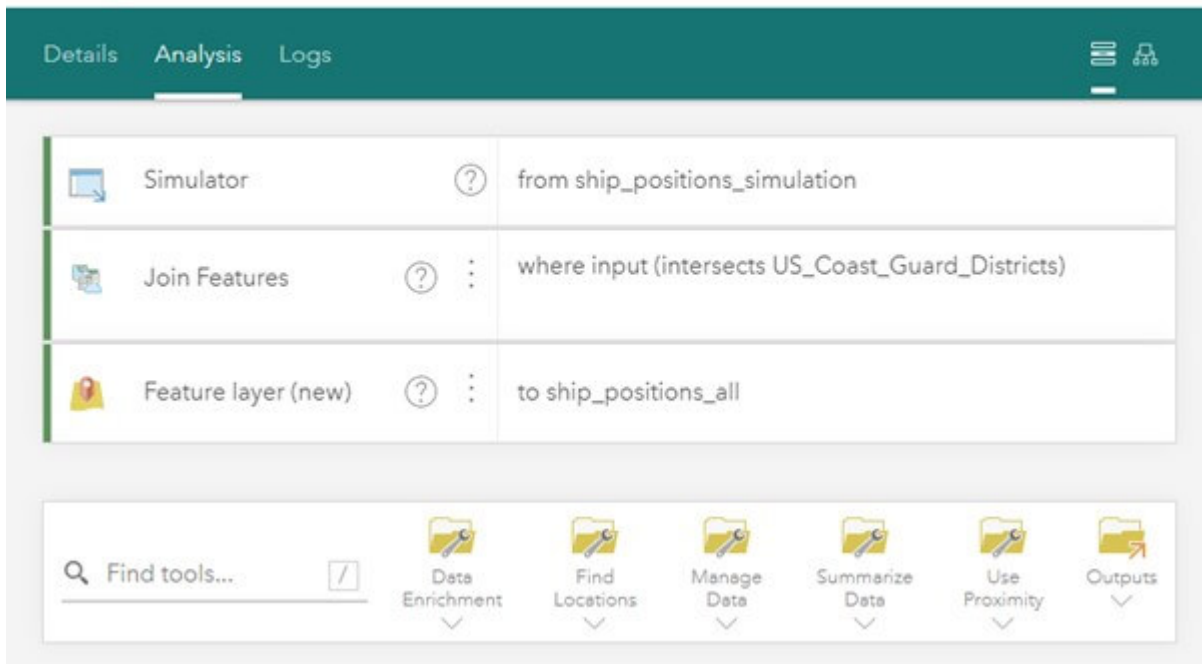 Details Analysis Logs
Simulator ? from ship_positions_simulation
Join Features ? where input (intersects US_Coast_Guard_Districts)
Feature layer (new) ? to ship_positions_all
Find tools... /
Data Enrichment
Find Locations
Manage Data
Summarize Data
Use Proximity
Outputs